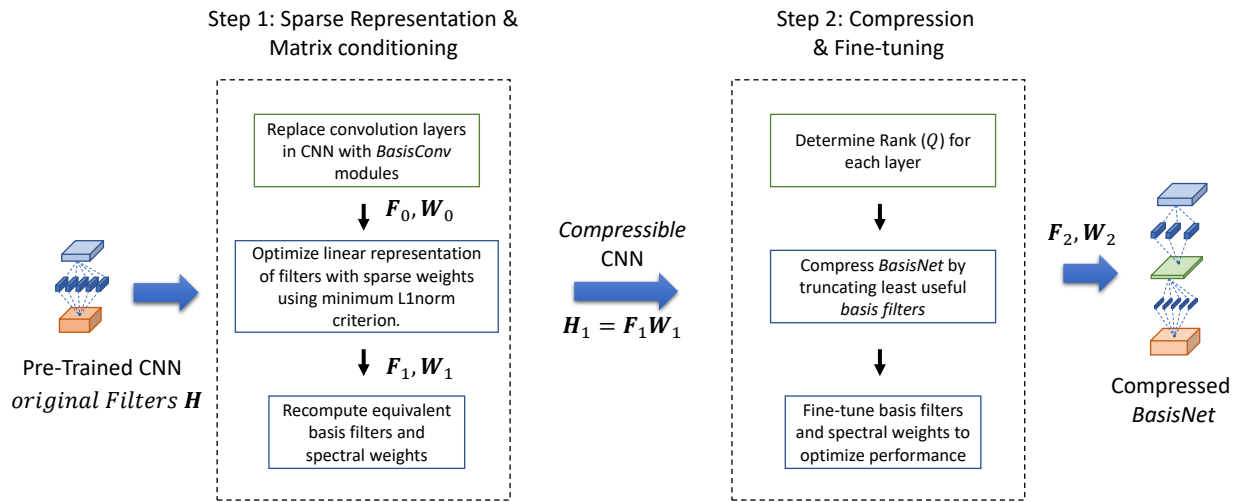 Step 1: Sparse Representation &
Matrix conditioning
Replace convolution layers
in CNN with BasisConv
modules
F₀, W₀
Optimize linear representation
of filters with sparse weights
using minimum L1norm
criterion.
F₁, W₁
Recompute equivalent
basis filters and
spectral weights
Pre-Trained CNN
original Filters H
Compressible
CNN
H₁ = F₁W₁
Step 2: Compression
& Fine-tuning
Determine Rank (Q) for
each layer
Compress BasisNet by
truncating least useful
basis filters
Fine-tune basis filters
and spectral weights to
optimize performance
F₂, W₂
Compressed
BasisNet